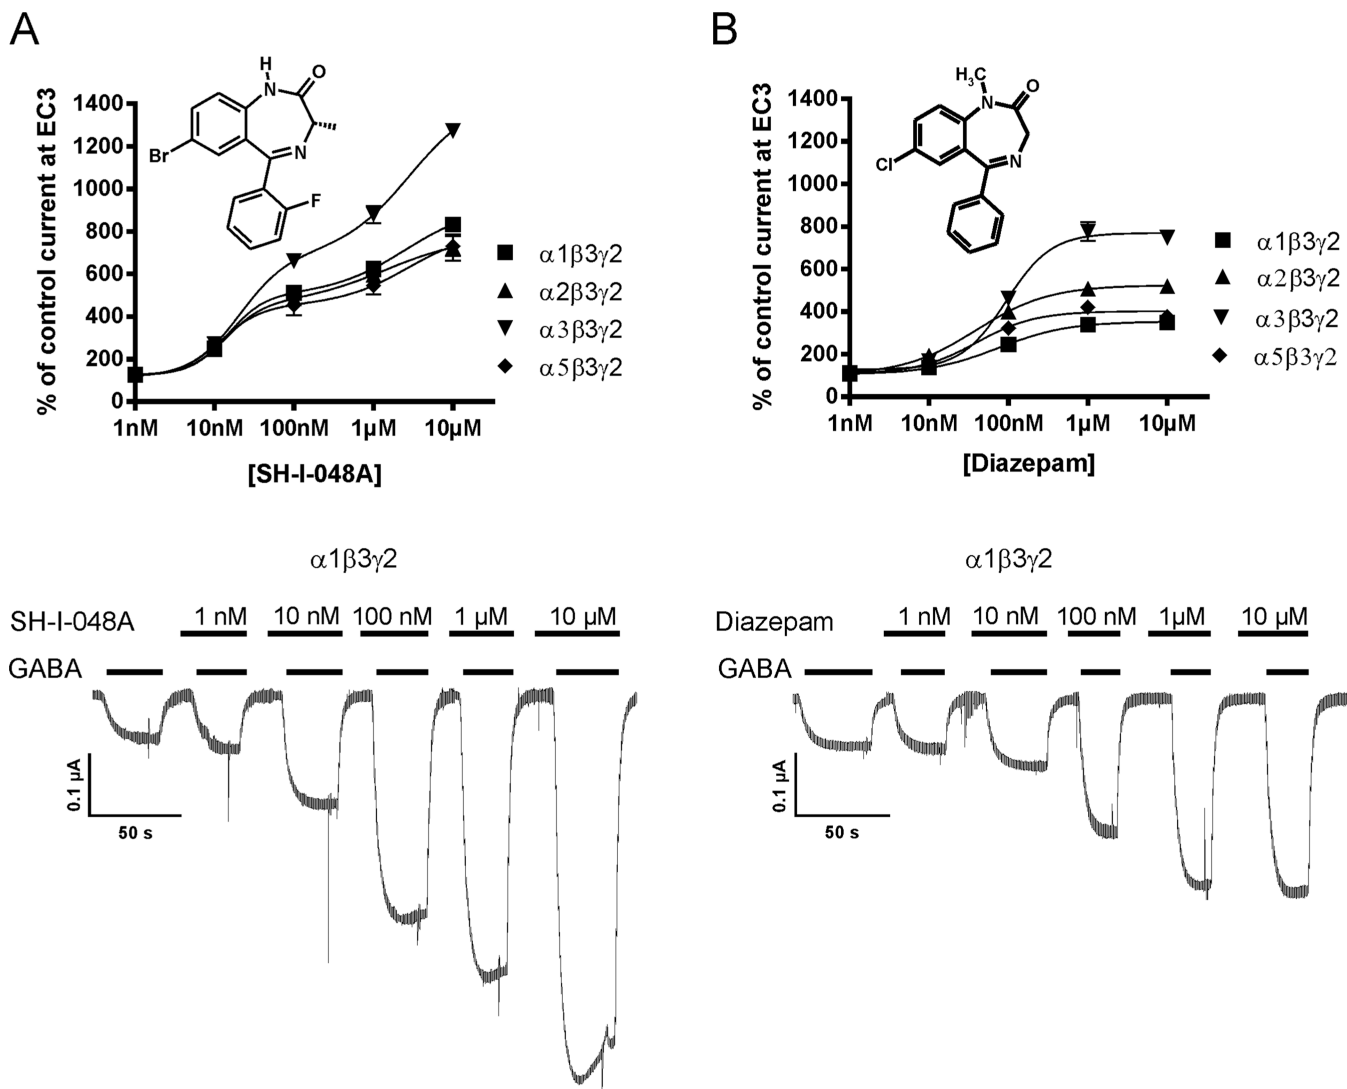 A
B
H
N
O
N
Br
F
H₃C
N
O
N
Cl
% of control current at EC3
1400
1200
1000
800
600
400
200
0
1nM 10nM 100nM 1µM 10µM
[SH-I-048A]
α1β3γ2
α2β3γ2
α3β3γ2
α5β3γ2
% of control current at EC3
1400
1200
1000
800
600
400
200
0
1nM 10nM 100nM 1µM 10µM
[Diazepam]
α1β3γ2
α2β3γ2
α3β3γ2
α5β3γ2
α1β3γ2
SH-I-048A 1 nM 10 nM 100 nM 1 µM 10 µM
GABA
0.1 µA
50 s
α1β3γ2
Diazepam 1 nM 10 nM 100 nM 1µM 10 µM
GABA
0.1 µA
50 s